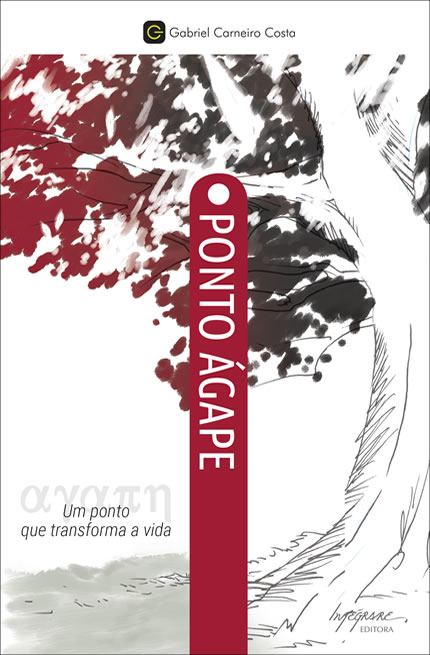 Gabriel Carneiro Costa
PONTO ÁGAPE
αγαπη
Um ponto
que transforma a vida
INTEGRARE
EDITORA